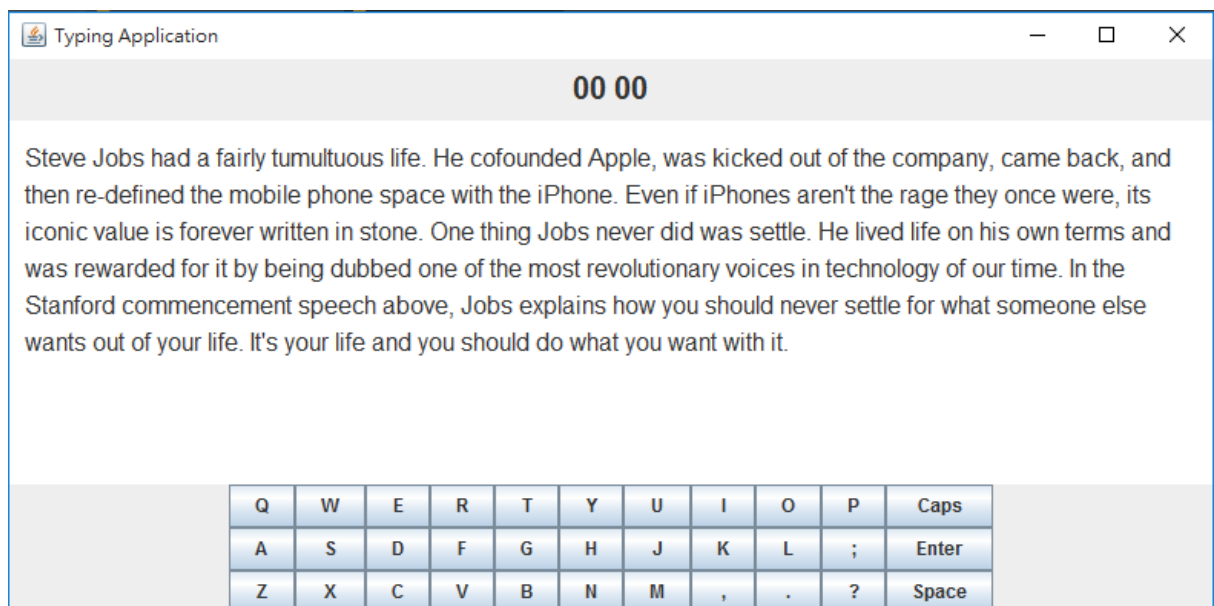 Typing Application
00 00
Steve Jobs had a fairly tumultuous life. He cofounded Apple, was kicked out of the company, came back, and
then re-defined the mobile phone space with the iPhone. Even if iPhones aren't the rage they once were, its
iconic value is forever written in stone. One thing Jobs never did was settle. He lived life on his own terms and
was rewarded for it by being dubbed one of the most revolutionary voices in technology of our time. In the
Stanford commencement speech above, Jobs explains how you should never settle for what someone else
wants out of your life. It's your life and you should do what you want with it.
Q W E R T Y U I O P Caps
A S D F G H J K L ; Enter
Z X C V B N M , . ? Space